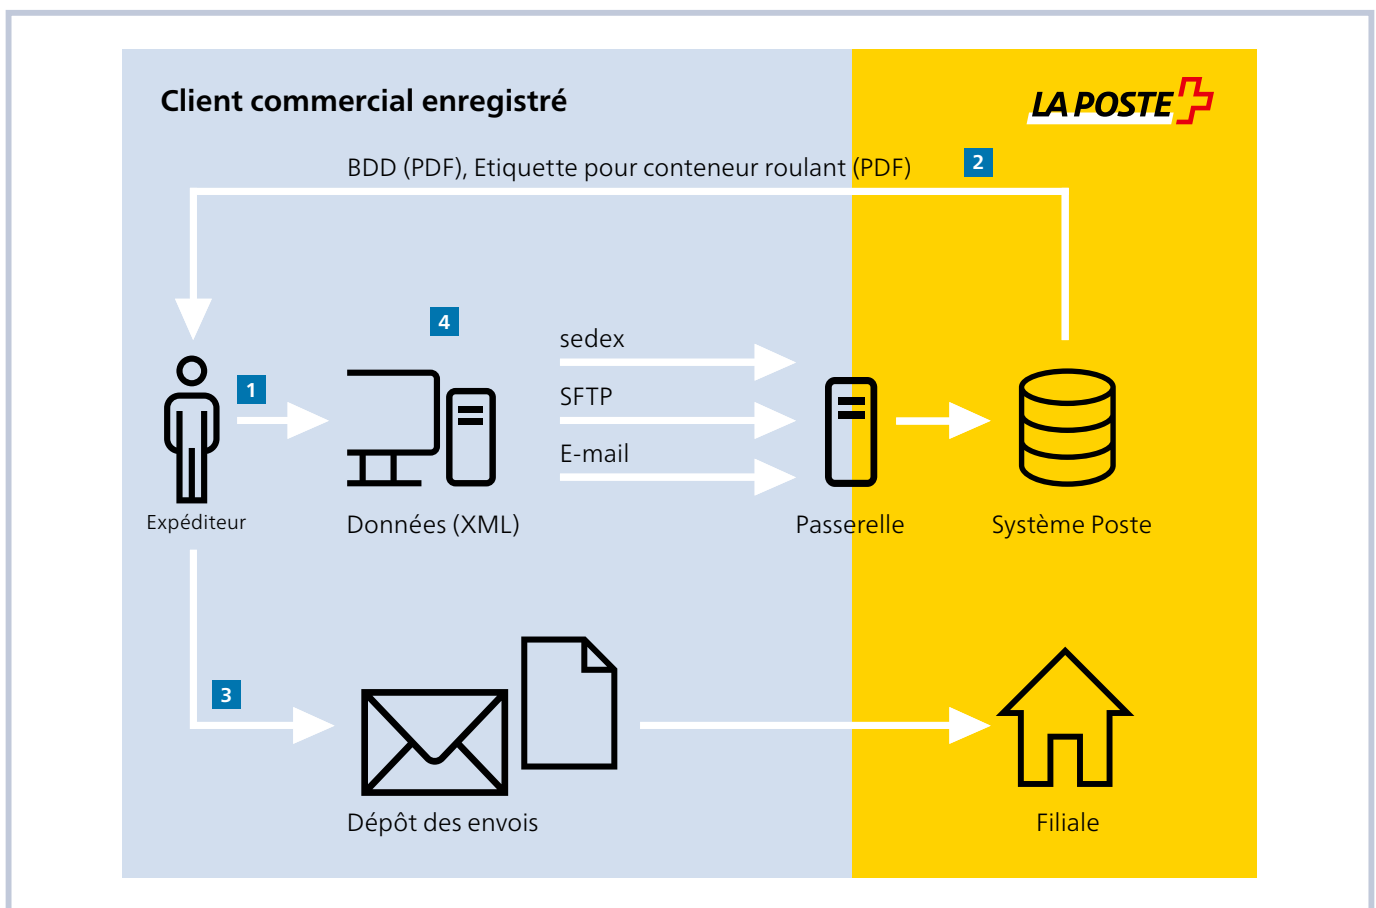 Client commercial enregistré
LA POSTE
BDD (PDF), Etiquette pour conteneur roulant (PDF)
2
4
sedex
1
SFTP
E-mail
Expéditeur
Données (XML)
Passerelle
Système Poste
3
Dépôt des envois
Filiale